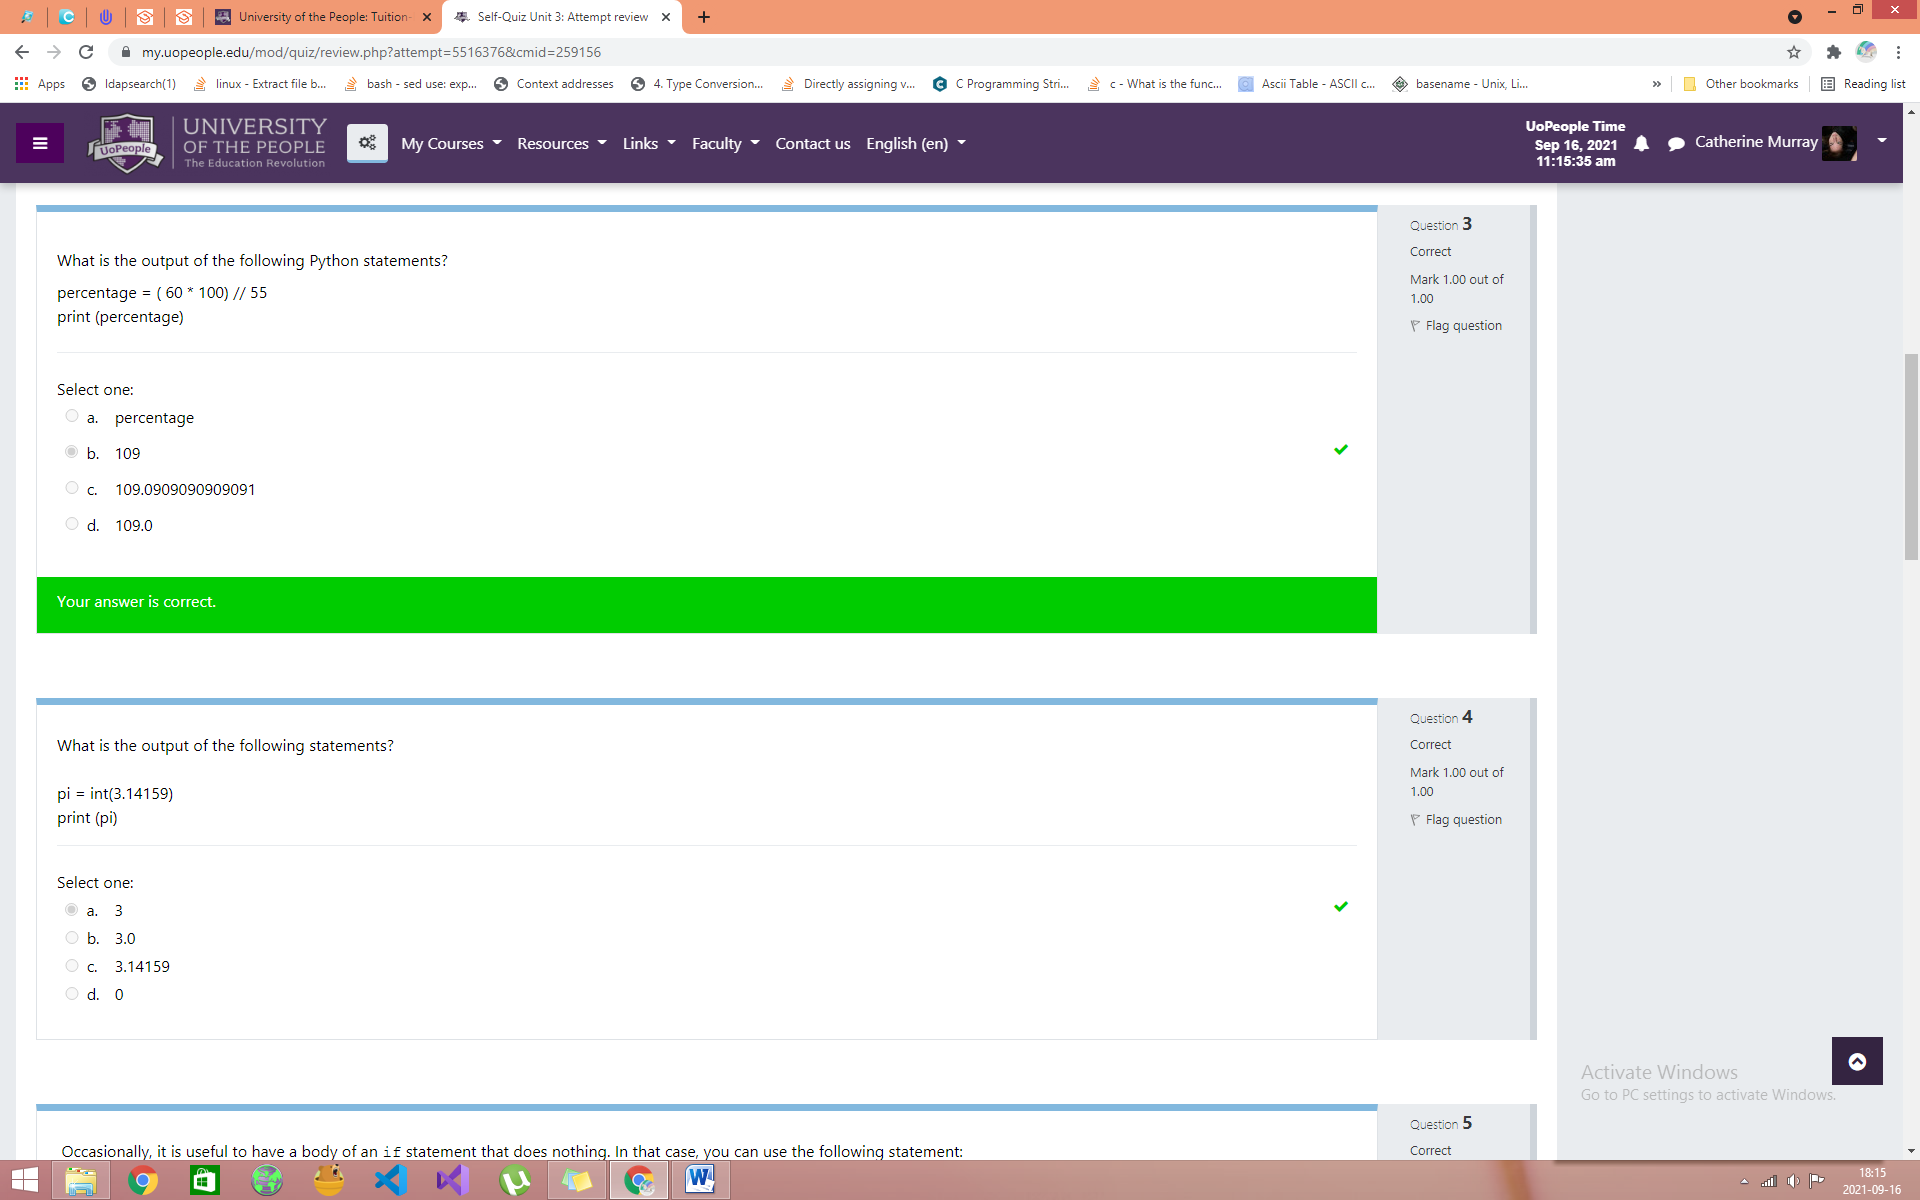 University of the People: Tuition-
Self-Quiz Unit 3: Attempt review
my.uopeople.edu/mod/quiz/review.php?attempt=5516376&cmid=259156
Apps
ldapsearch(1)
linux - Extract file b...
bash - sed use: exp...
Context addresses
4. Type Conversion...
Directly assigning v...
C Programming Stri...
c - What is the func...
Ascii Table - ASCII c...
basename - Unix, Li...
»
Other bookmarks
Reading list
UoPeople
UNIVERSITY
OF THE PEOPLE
The Education Revolution
My Courses
Resources
Links
Faculty
Contact us
English (en)
UoPeople Time
Sep 16, 2021
11:15:35 am
Catherine Murray
What is the output of the following Python statements?
percentage = ( 60 * 100) // 55
print (percentage)
Select one:
a. percentage
b. 109
c. 109.0909090909091
d. 109.0
Your answer is correct.
Question 3
Correct
Mark 1.00 out of
1.00
Flag question
What is the output of the following statements?
pi = int(3.14159)
print (pi)
Select one:
a. 3
b. 3.0
c. 3.14159
d. 0
Question 4
Correct
Mark 1.00 out of
1.00
Flag question
Occasionally, it is useful to have a body of an if statement that does nothing. In that case, you can use the following statement:
Question 5
Correct
Activate Windows
Go to PC settings to activate Windows.
18:15
2021-09-16